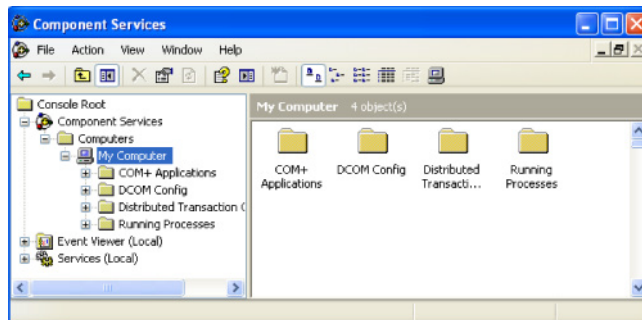 Component Services
File Action View Window Help
Console Root
Component Services
Computers
My Computer
COM+ Applications
DCOM Config
Distributed Transaction C
Running Processes
Event Viewer (Local)
Services (Local)
My Computer 4 object(s)
COM+
Applications
DCOM Config
Distributed
Transacti...
Running
Processes